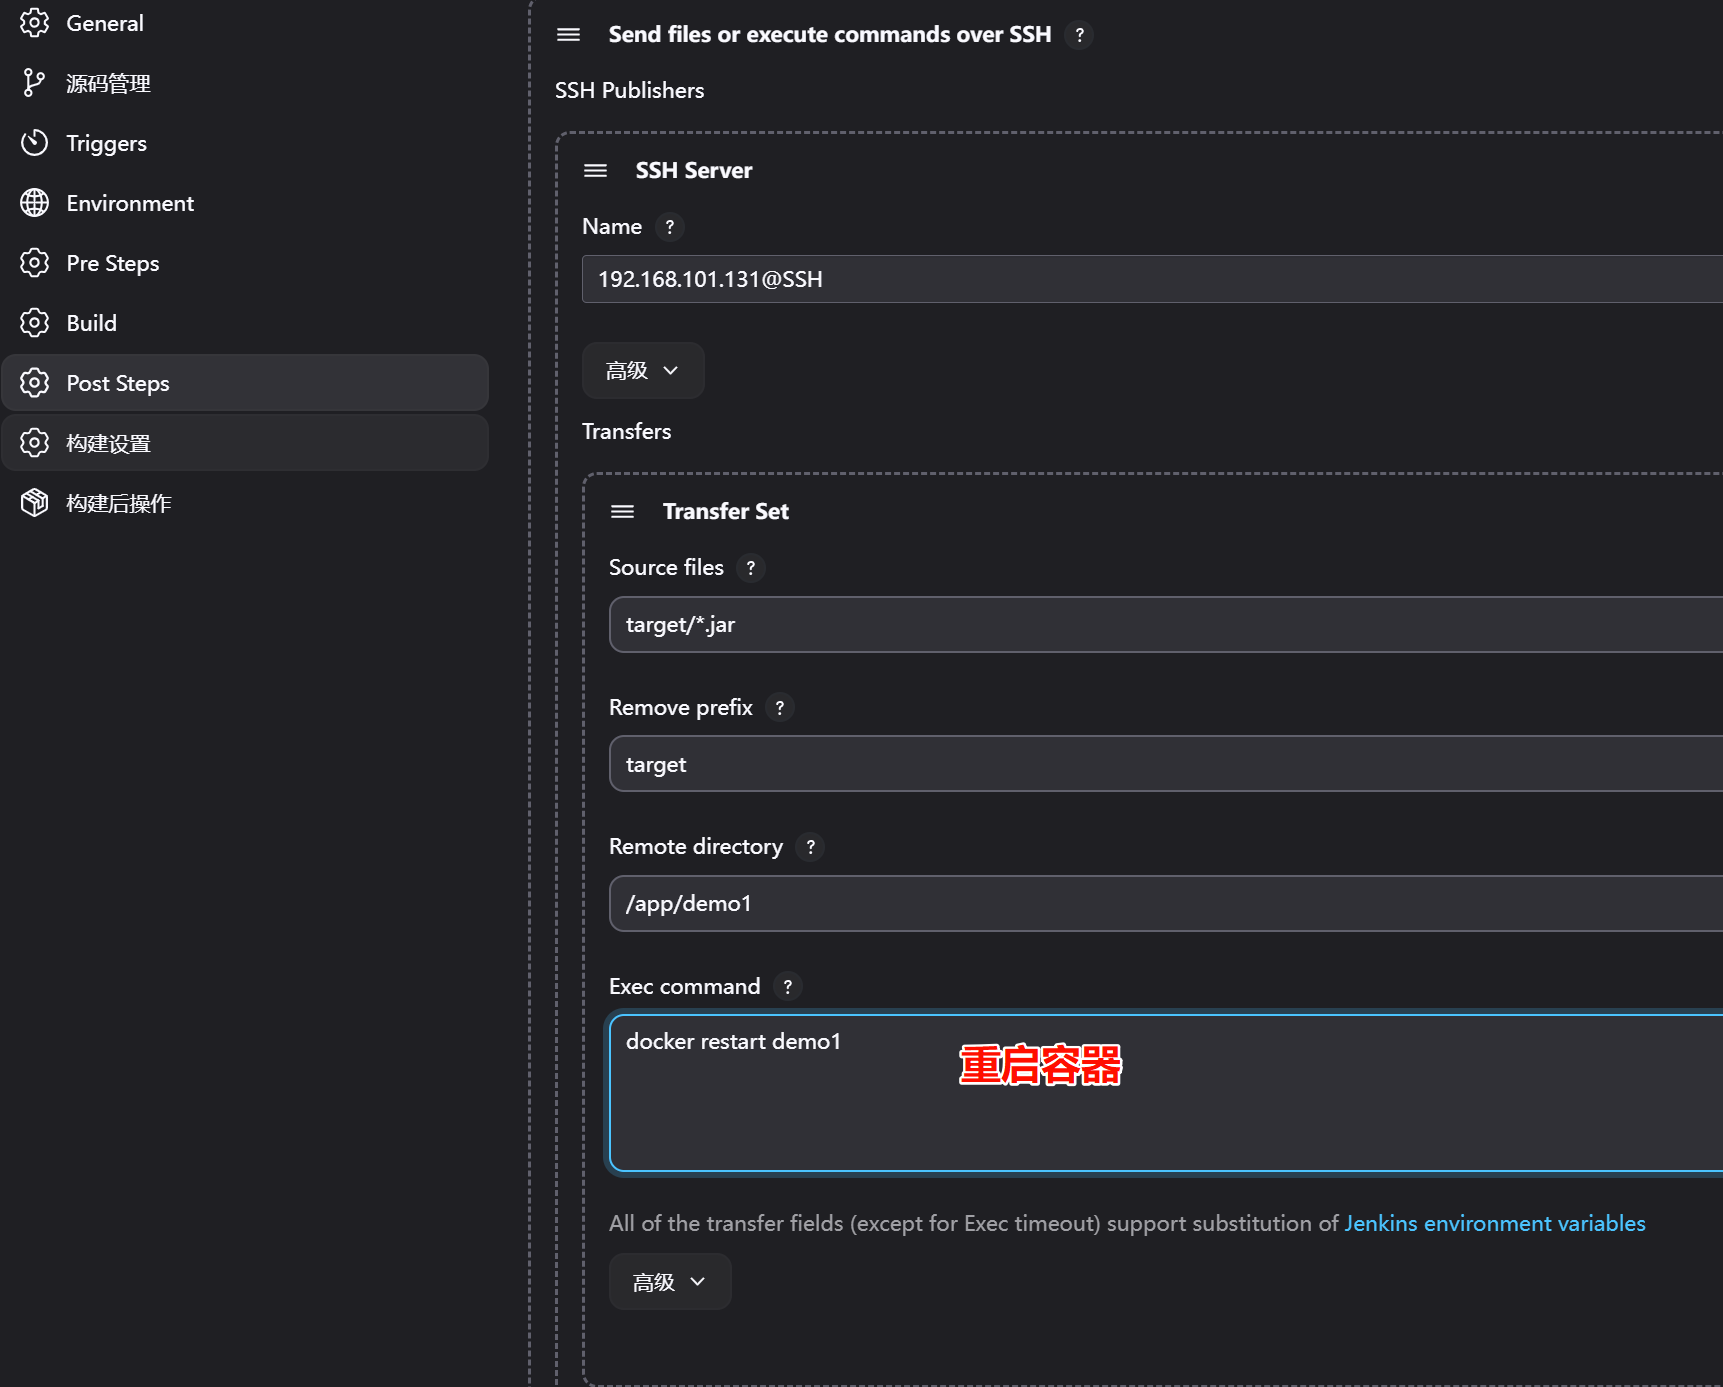 General
源码管理
Triggers
Environment
Pre Steps
Build
Post Steps
构建设置
构建后操作
Send files or execute commands over SSH ?
SSH Publishers
SSH Server
Name ?
192.168.101.131@SSH
高级
Transfers
Transfer Set
Source files ?
target/*.jar
Remove prefix ?
target
Remote directory ?
/app/demo1
Exec command ?
docker restart demo1
重启容器
All of the transfer fields (except for Exec timeout) support substitution of Jenkins environment variables
高级